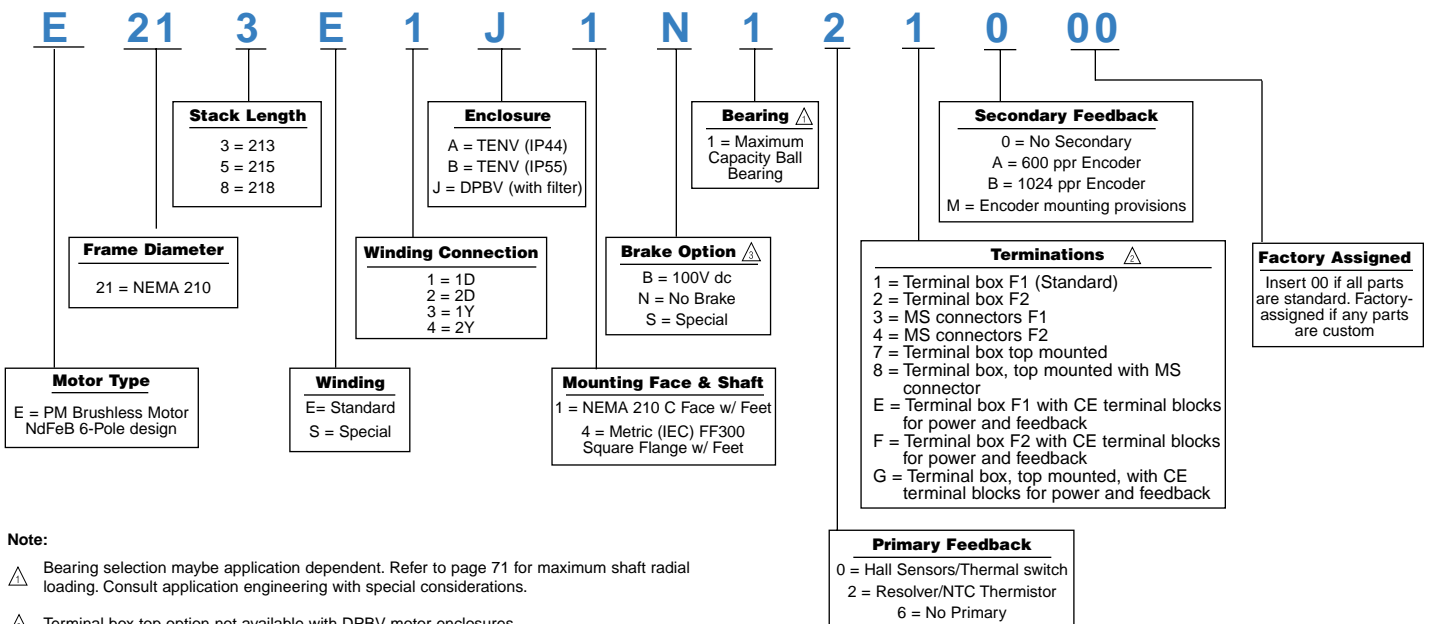 E 21 3 E 1 J 1 N 1 2 1 0 00
Stack Length
3 = 213
5 = 215
8 = 218
Enclosure
A = TENV (IP44)
B = TENV (IP55)
J = DPBV (with filter)
Bearing 1
1 = Maximum
Capacity Ball
Bearing
Secondary Feedback
0 = No Secondary
A = 600 ppr Encoder
B = 1024 ppr Encoder
M = Encoder mounting provisions
Frame Diameter
21 = NEMA 210
Winding Connection
1 = 1D
2 = 2D
3 = 1Y
4 = 2Y
Brake Option 3
B = 100V dc
N = No Brake
S = Special
Terminations 2
1 = Terminal box F1 (Standard)
2 = Terminal box F2
3 = MS connectors F1
4 = MS connectors F2
7 = Terminal box top mounted
8 = Terminal box, top mounted with MS
connector
E = Terminal box F1 with CE terminal blocks
for power and feedback
F = Terminal box F2 with CE terminal blocks
for power and feedback
G = Terminal box, top mounted, with CE
terminal blocks for power and feedback
Factory Assigned
Insert 00 if all parts
are standard. Factory-
assigned if any parts
are custom
Motor Type
E = PM Brushless Motor
NdFeB 6-Pole design
Winding
E= Standard
S = Special
Mounting Face & Shaft
1 = NEMA 210 C Face w/ Feet
4 = Metric (IEC) FF300
Square Flange w/ Feet
Primary Feedback
0 = Hall Sensors/Thermal switch
2 = Resolver/NTC Thermistor
6 = No Primary
Note:
1 Bearing selection maybe application dependent. Refer to page 71 for maximum shaft radial
loading. Consult application engineering with special considerations.
Terminal box top option not available with DPBV motor enclosures